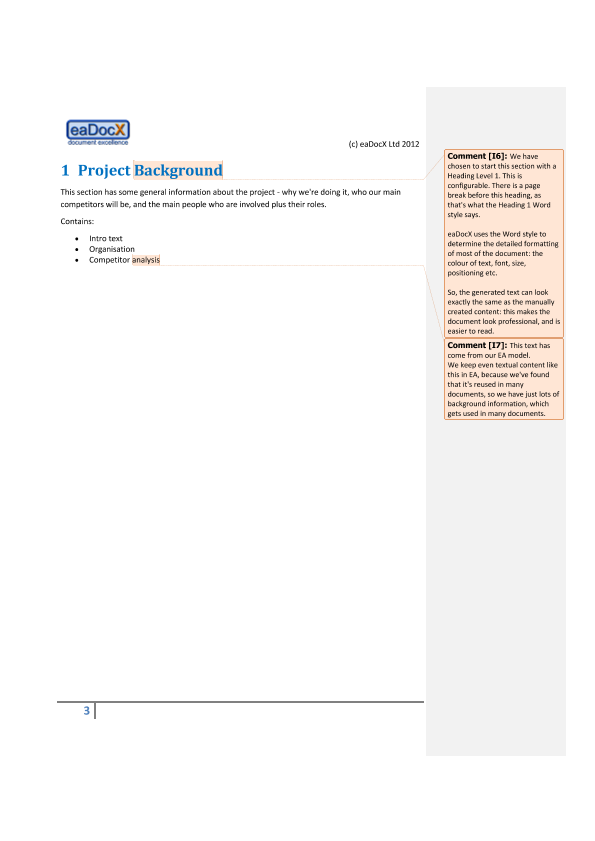 eaDocX
document excellence
(c) eaDocX Ltd 2012
1 Project Background
This section has some general information about the project - why we're doing it, who our main
competitors will be, and the main people who are involved plus their roles.
Contains:
• Intro text
• Organisation
• Competitor analysis
Comment [I6]: We have
chosen to start this section with a
Heading Level 1. This is
configurable. There is a page
break before this heading, as
that's what the Heading 1 Word
style says.
eaDocX uses the Word style to
determine the detailed formatting
of most of the document: the
colour of text, font, size,
positioning etc.
So, the generated text can look
exactly the same as the manually
created content: this makes the
document look professional, and is
easier to read.
Comment [I7]: This text has
come from our EA model.
We keep even textual content like
this in EA, because we've found
that it's reused in many
documents, so we have just lots of
background information, which
gets used in many documents.
3